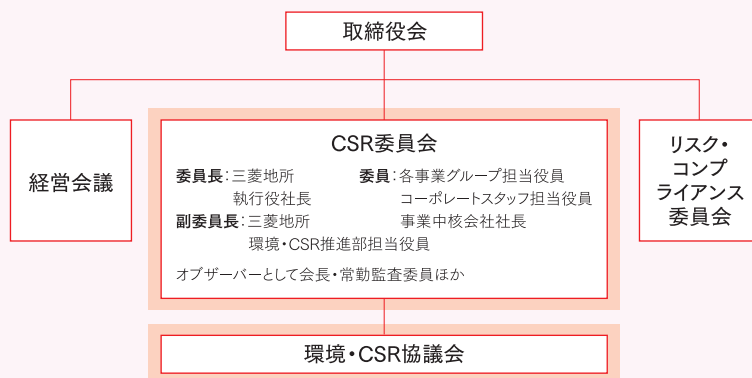 取締役会
経営会議
CSR委員会
委員長：三菱地所
執行役社長
副委員長：三菱地所
環境・CSR推進部担当役員
委員：各事業グループ担当役員
コーポレートスタッフ担当役員
事業中核会社社長
オブザーバーとして会長・常勤監査委員ほか
リスク・
コンプ
ライアンス
委員会
環境・CSR協議会